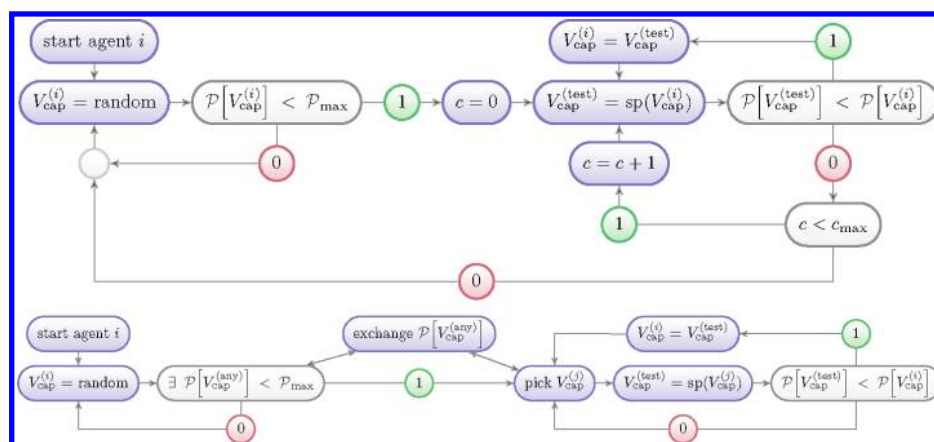 start agent i
V_cap^(i) = V_cap^(test)
1
V_cap^(i) = random
P[V_cap^(i)] < P_max
1
c = 0
V_cap^(test) = sp(V_cap^(i))
P[V_cap^(test)] < P[V_cap^(i)]
0
c = c + 1
0
1
c < c_max
0
start agent i
exchange P[V_cap^(any)]
V_cap^(i) = V_cap^(test)
1
V_cap^(i) = random
∃ P[V_cap^(any)] < P_max
1
pick V_cap^(j)
V_cap^(test) = sp(V_cap^(j))
P[V_cap^(test)] < P[V_cap^(i)]
0
0